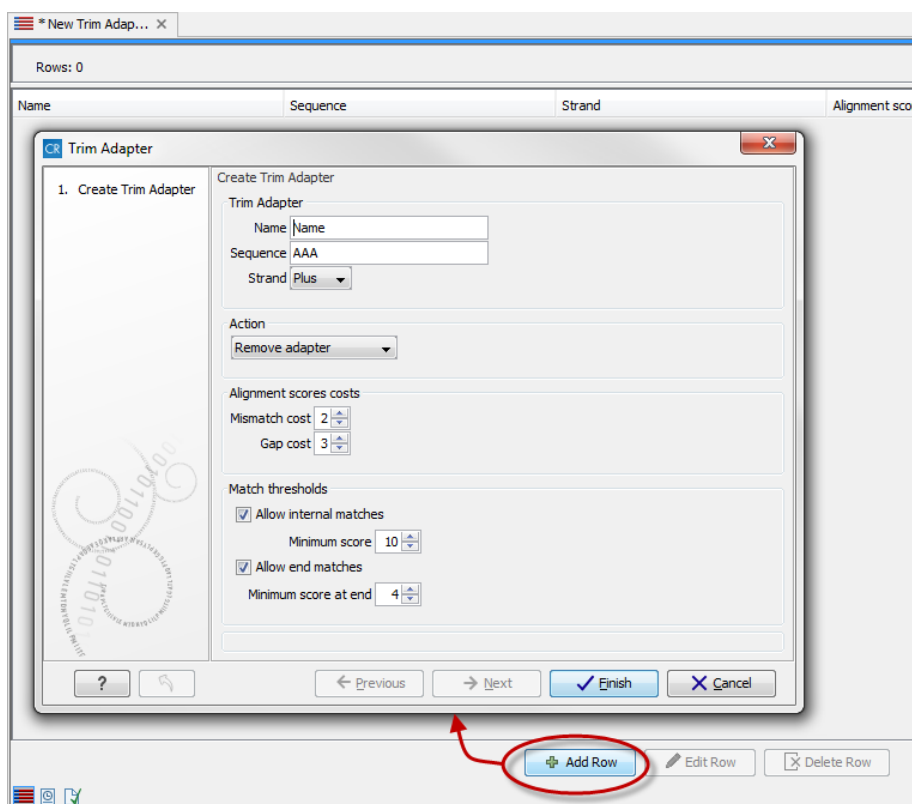 * New Trim Adap...
Rows: 0
Name Sequence Strand Alignment sco
CR Trim Adapter
1. Create Trim Adapter
Create Trim Adapter
Trim Adapter
Name Name
Sequence AAA
Strand Plus
Action
Remove adapter
Alignment scores costs
Mismatch cost 2
Gap cost 3
Match thresholds
Allow internal matches
Minimum score 10
Allow end matches
Minimum score at end 4
? Previous Next Finish Cancel
Add Row Edit Row Delete Row